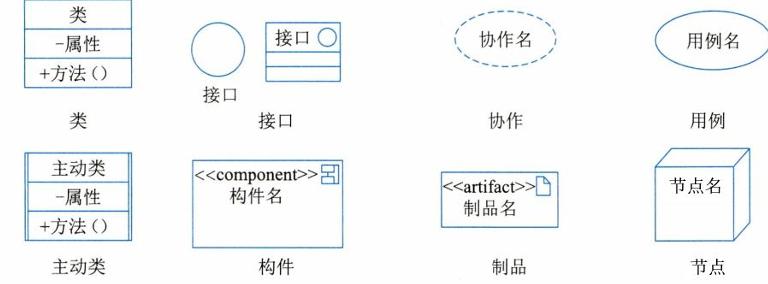 类
-属性
+方法()
类
接口
接口
接口
协作名
协作
用例名
用例
主动类
-属性
+方法()
主动类
<<component>>
构件名
构件
<<artifact>>
制品名
制品
节点名
节点